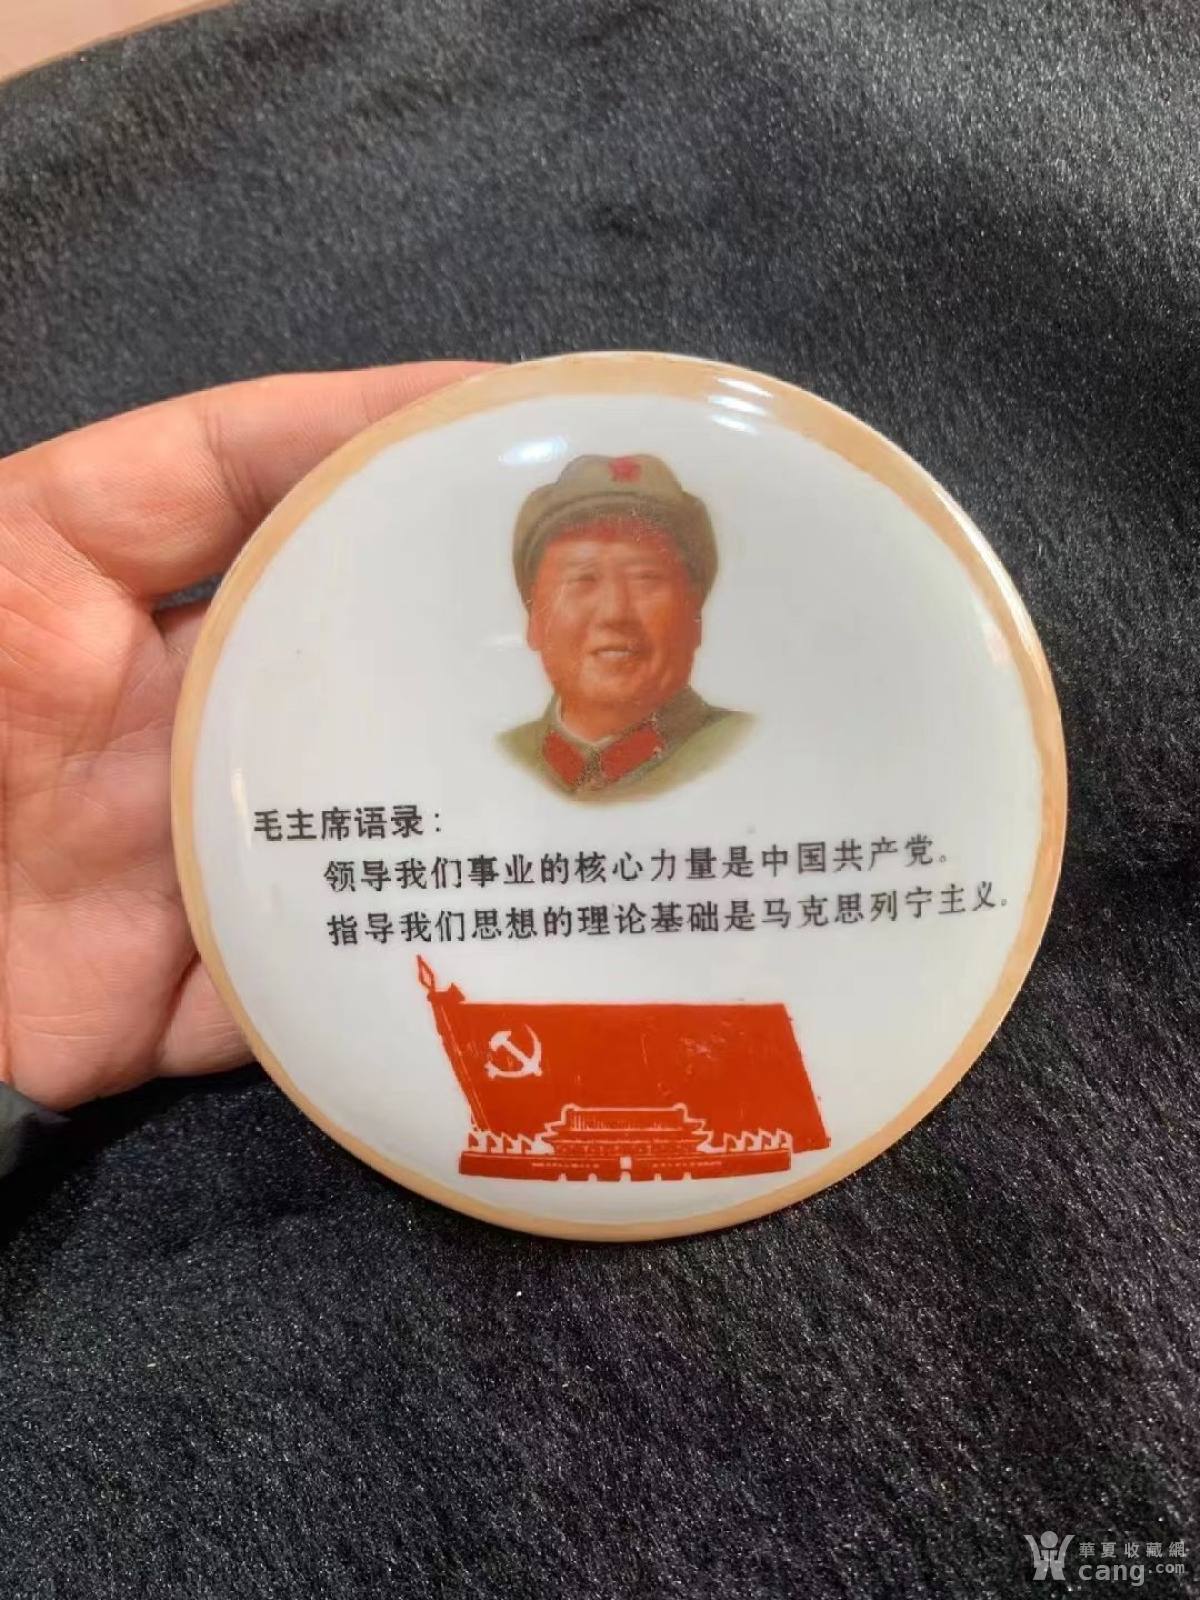 毛主席语录：
领导我们事业的核心力量是中国共产党。
指导我们思想的理论基础是马克思列宁主义。
華夏收藏網
cang.com